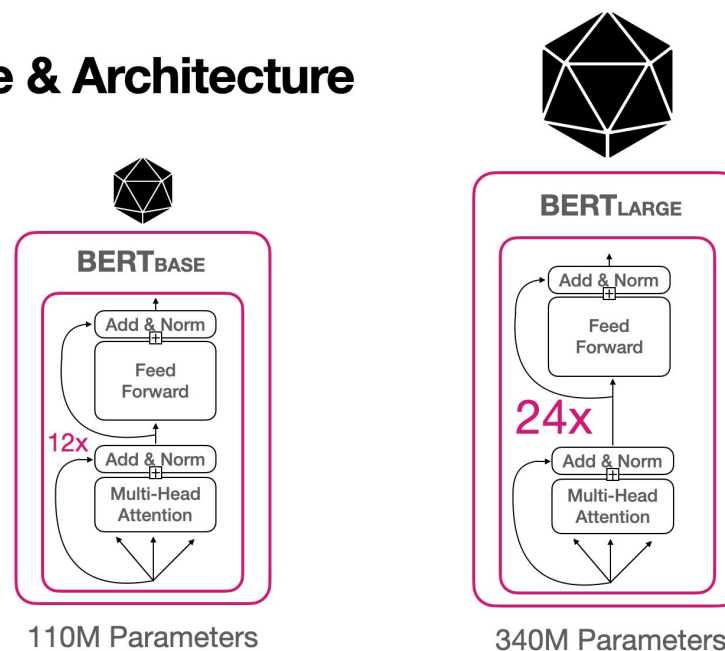 e & Architecture
BERTBASE
Add & Norm
Feed
Forward
12x
Add & Norm
Multi-Head
Attention
110M Parameters
BERTLARGE
Add & Norm
Feed
Forward
24x
Add & Norm
Multi-Head
Attention
340M Parameters